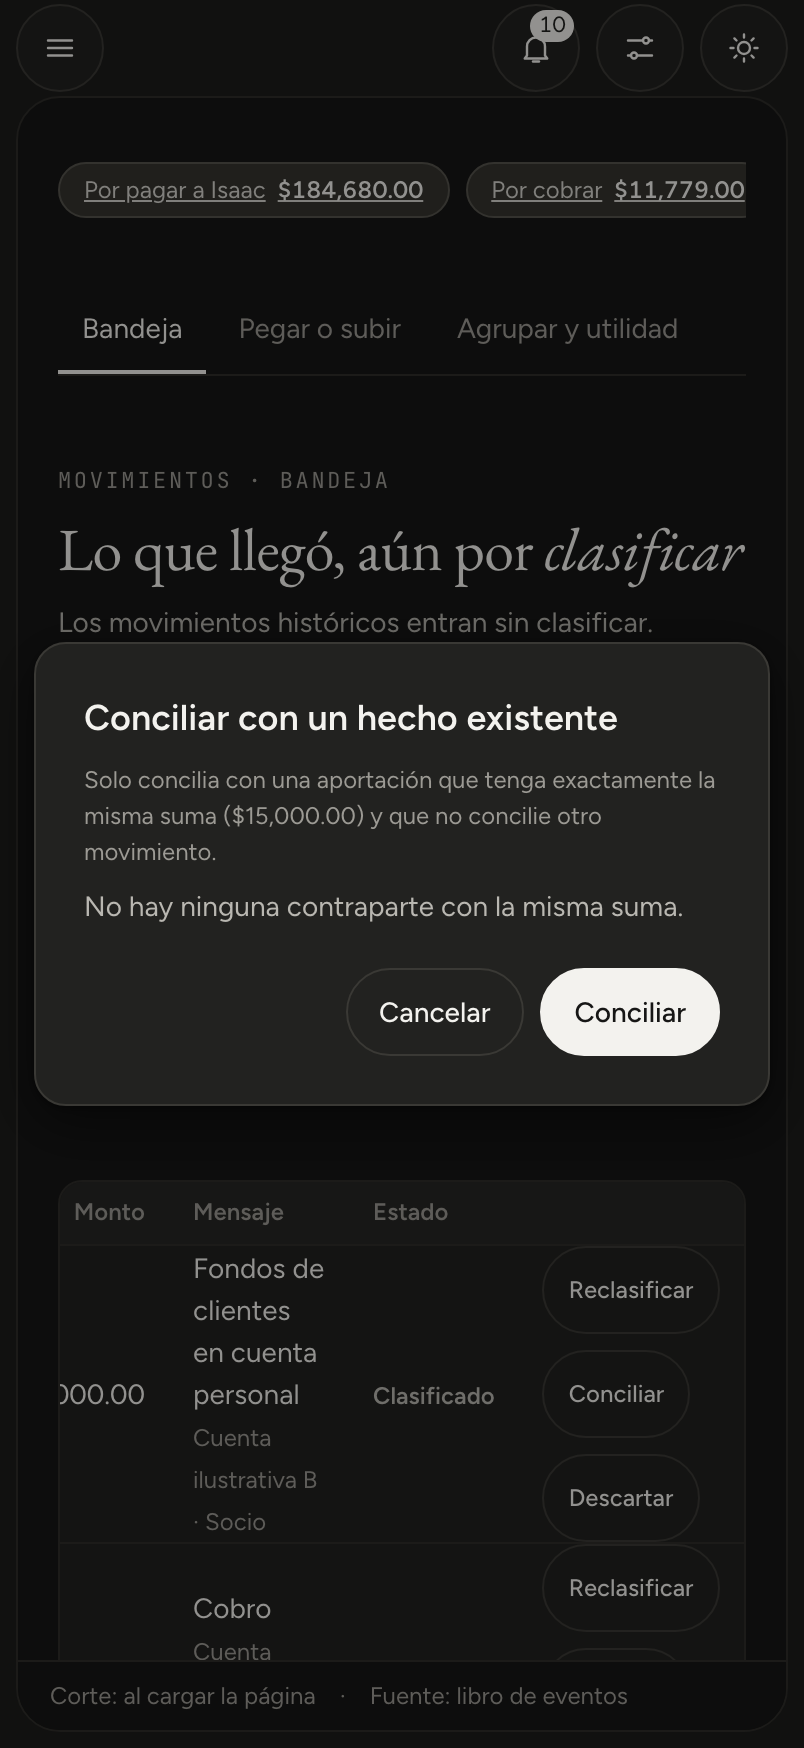 10
Por pagar a Isaac $184,680.00 Por cobrar $11,779.00
Bandeja Pegar o subir Agrupar y utilidad
MOVIMIENTOS · BANDEJA
Lo que llegó, aún por clasificar
Los movimientos históricos entran sin clasificar.
Conciliar con un hecho existente
Solo concilia con una aportación que tenga exactamente la
misma suma ($15,000.00) y que no concilie otro
movimiento.
No hay ninguna contraparte con la misma suma.
Cancelar Conciliar
Monto Mensaje Estado
Fondos de
clientes
en cuenta
personal
Cuenta
ilustrativa B
· Socio
000.00
Clasificado
Reclasificar
Conciliar
Descartar
Cobro
Cuenta
Reclasificar
Corte: al cargar la página · Fuente: libro de eventos